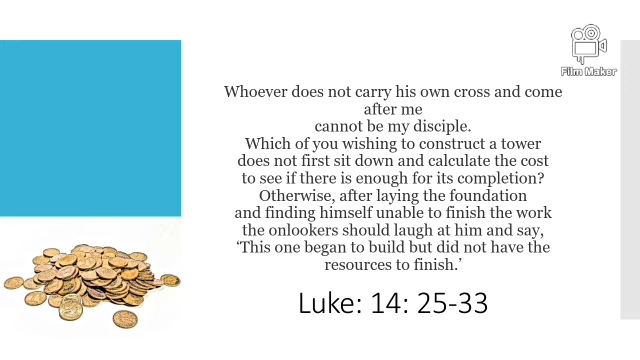 Film Maker
Whoever does not carry his own cross and come
after me
cannot be my disciple.
Which of you wishing to construct a tower
does not first sit down and calculate the cost
to see if there is enough for its completion?
Otherwise, after laying the foundation
and finding himself unable to finish the work
the onlookers should laugh at him and say,
‘This one began to build but did not have the
resources to finish.’
Luke: 14: 25-33